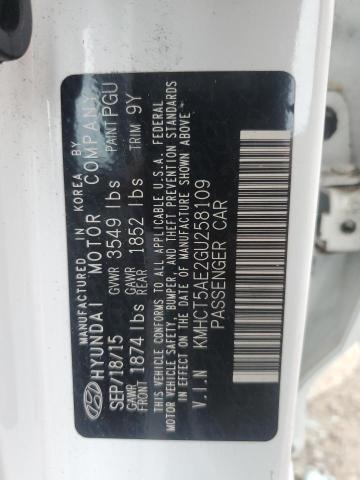 MANUFACTURED IN KOREA BY
HYUNDAI MOTOR COMPANY
SEP/18/15 GVWR 3549 lbs PAINT PGU
GAWR FRONT 1874 lbs GAWR REAR 1852 lbs TRIM 9Y
THIS VEHICLE CONFORMS TO ALL APPLICABLE U.S.A. FEDERAL
MOTOR VEHICLE SAFETY, BUMPER, AND THEFT PREVENTION STANDARDS
IN EFFECT ON THE DATE OF MANUFACTURE SHOWN ABOVE
V.I.N KMHCT5AE2GU258109
PASSENGER CAR